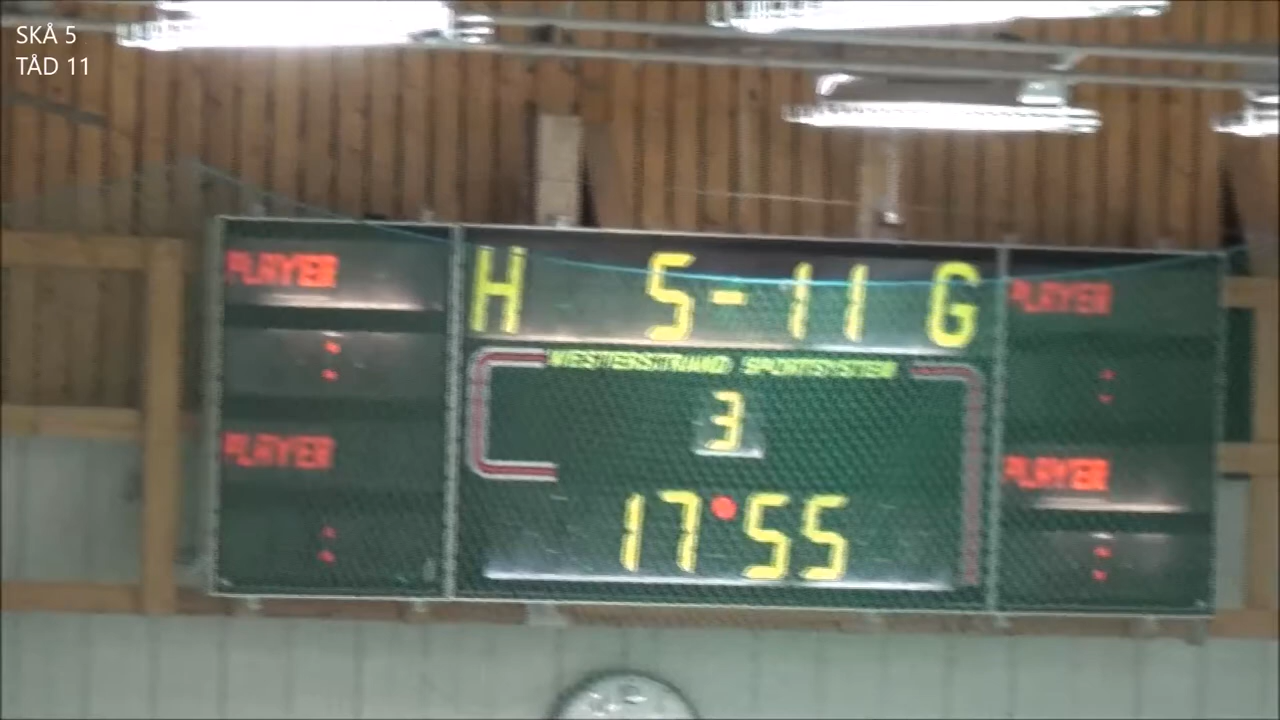 SKÅ 5
TÅD 11
PLAYER
H 5-11 G
PLAYER
WESTERSTRAND SPORTSYSTEM
:
:
3
PLAYER
PLAYER
17 55
:
: